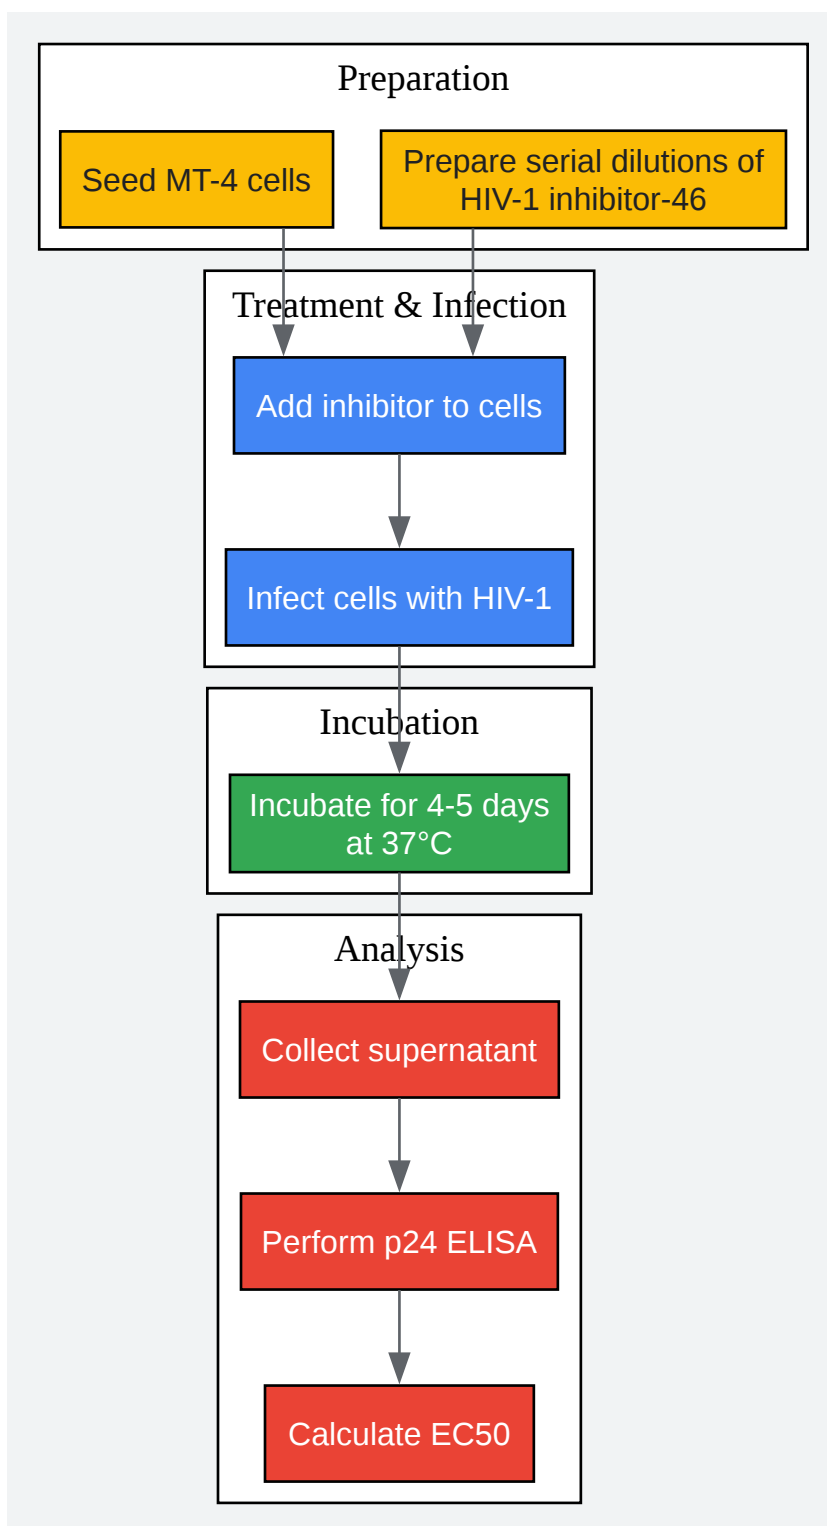 Preparation
Seed MT-4 cells
Prepare serial dilutions of
HIV-1 inhibitor-46
Treatment & Infection
Add inhibitor to cells
Infect cells with HIV-1
Incubation
Incubate for 4-5 days
at 37°C
Analysis
Collect supernatant
Perform p24 ELISA
Calculate EC50